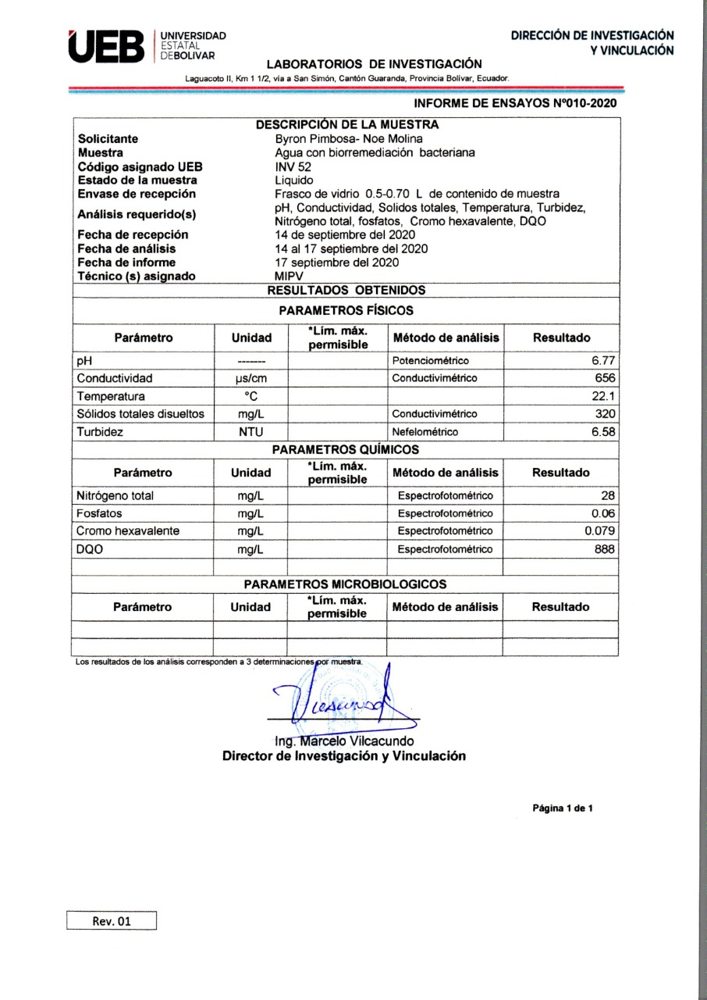 UEB UNIVERSIDAD
ESTATAL
DEBOLIVAR
DIRECCIÓN DE INVESTIGACIÓN
Y VINCULACIÓN
LABORATORIOS DE INVESTIGACIÓN
Laguacoto II, Km 1 1/2, vía a San Simón, Cantón Guaranda, Provincia Bolívar, Ecuador.
INFORME DE ENSAYOS Nº010-2020
DESCRIPCIÓN DE LA MUESTRA
Solicitante Byron Pimbosa- Noe Molina
Muestra Agua con biorremediación bacteriana
Código asignado UEB INV 52
Estado de la muestra Liquido
Envase de recepción Frasco de vidrio 0.5-0.70 L de contenido de muestra
Análisis requerido(s) pH, Conductividad, Solidos totales, Temperatura, Turbidez,
Nitrógeno total, fosfatos, Cromo hexavalente, DQO
Fecha de recepción 14 de septiembre del 2020
Fecha de análisis 14 al 17 septiembre del 2020
Fecha de informe 17 septiembre del 2020
Técnico (s) asignado MIPV
RESULTADOS OBTENIDOS
PARAMETROS FÍSICOS
Parámetro Unidad *Lím. máx. permisible Método de análisis Resultado
pH ------- Potenciométrico 6.77
Conductividad µs/cm Conductivimétrico 656
Temperatura °C 22.1
Sólidos totales disueltos mg/L Conductivimétrico 320
Turbidez NTU Nefelométrico 6.58
PARAMETROS QUÍMICOS
Parámetro Unidad *Lím. máx. permisible Método de análisis Resultado
Nitrógeno total mg/L Espectrofotométrico 28
Fosfatos mg/L Espectrofotométrico 0.06
Cromo hexavalente mg/L Espectrofotométrico 0.079
DQO mg/L Espectrofotométrico 888
PARAMETROS MICROBIOLOGICOS
Parámetro Unidad *Lím. máx. permisible Método de análisis Resultado
Los resultados de los análisis corresponden a 3 determinaciones por muestra.
Ing. Marcelo Vilcacundo
Director de Investigación y Vinculación
Página 1 de 1
Rev. 01